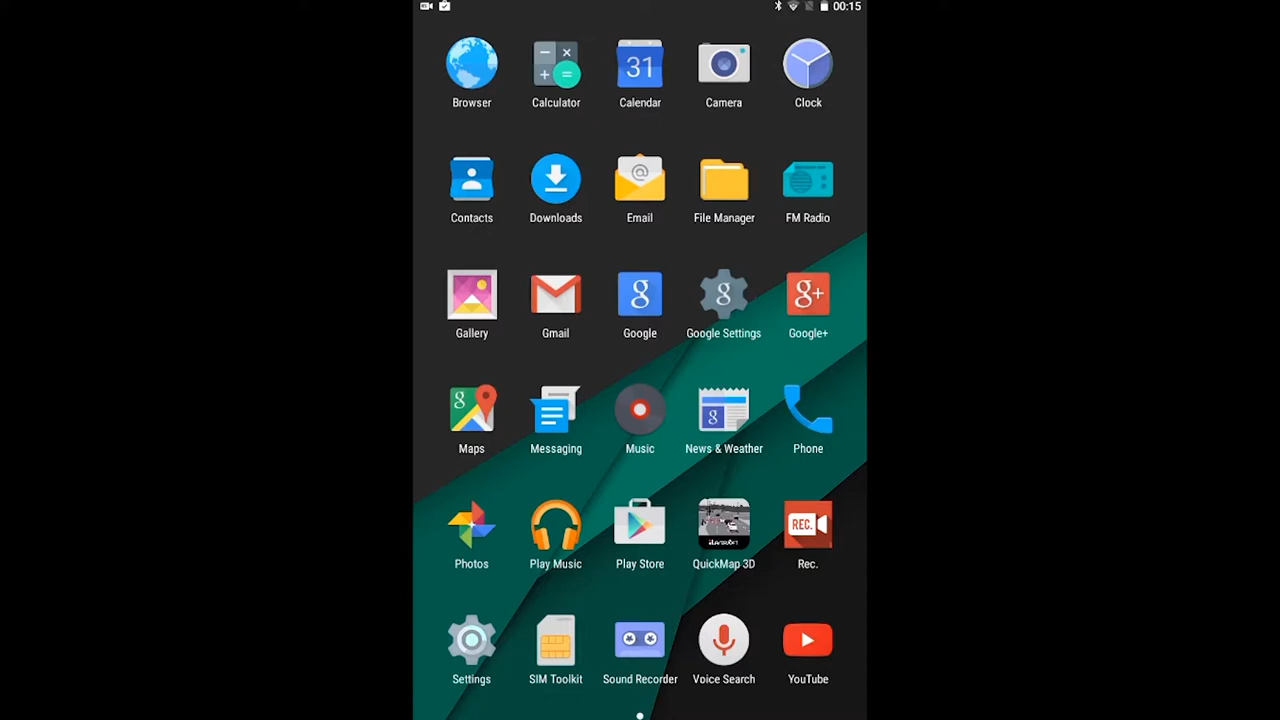 00:15
Browser
Calculator
31
Calendar
Camera
Clock
Contacts
Downloads
@
Email
File Manager
FM Radio
Gallery
Gmail
g
Google
g
Google Settings
g+
Google+
g
Maps
Messaging
Music
g
News & Weather
Phone
Photos
Play Music
Play Store
QuickMap 3D
REC.
Rec.
Settings
SIM Toolkit
Sound Recorder
Voice Search
YouTube